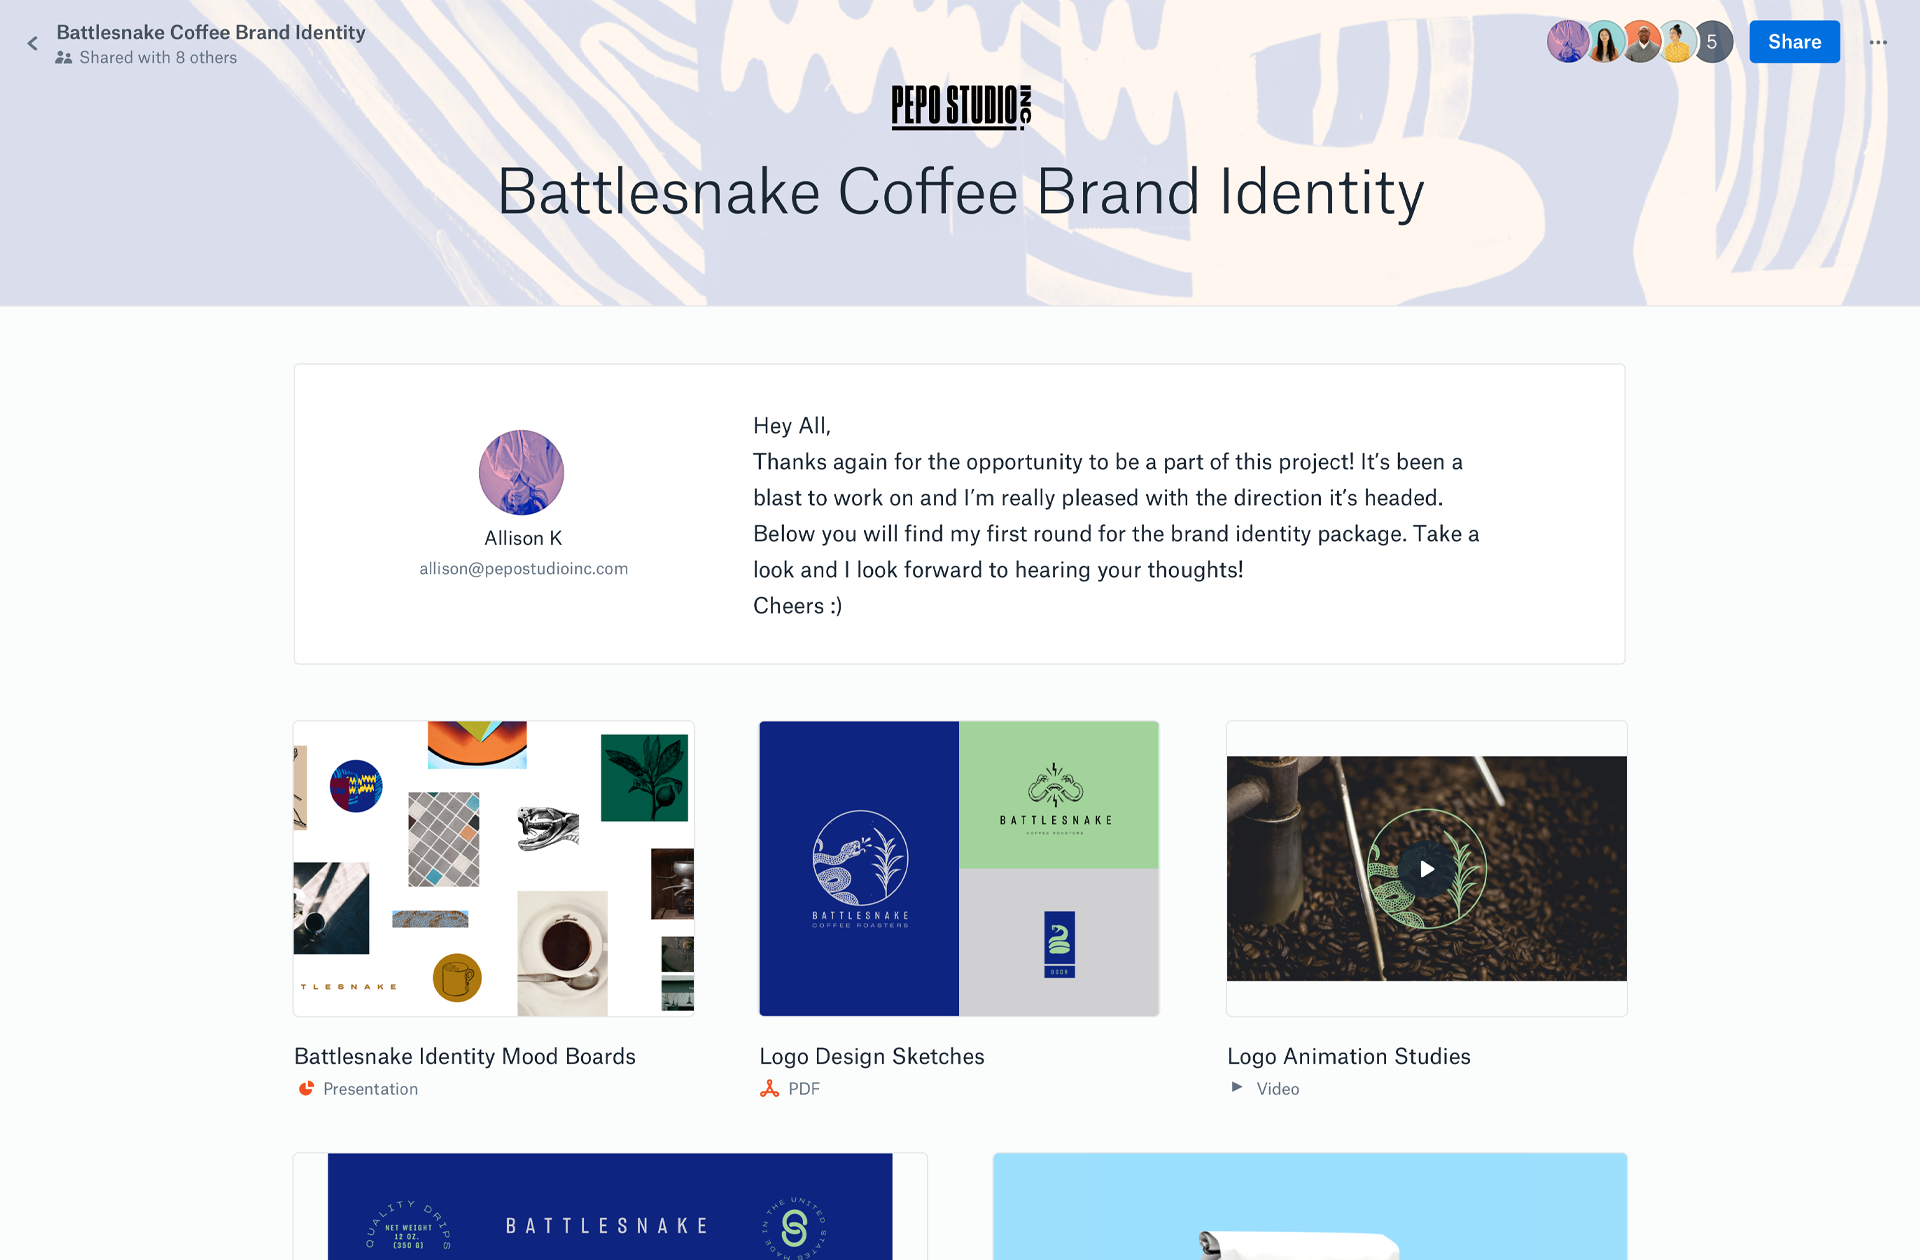 Battlesnake Coffee Brand Identity
Shared with 8 others
5
Share
PEPO STUDIO INC.
Battlesnake Coffee Brand Identity
Hey All,
Thanks again for the opportunity to be a part of this project! It’s been a
blast to work on and I’m really pleased with the direction it’s headed.
Below you will find my first round for the brand identity package. Take a
look and I look forward to hearing your thoughts!
Cheers :)
Allison K
allison@pepostudioinc.com
TLESNAKE
BATTLESNAKE
COFFEE ROASTERS
BATTLESNAKE
COFFEE ROASTERS
BSCR
Battlesnake Identity Mood Boards
Presentation
Logo Design Sketches
PDF
Logo Animation Studies
Video
QUALITY DRIPS
NET WEIGHT
12 OZ.
(350 G)
BATTLESNAKE
MADE IN THE UNITED STATES